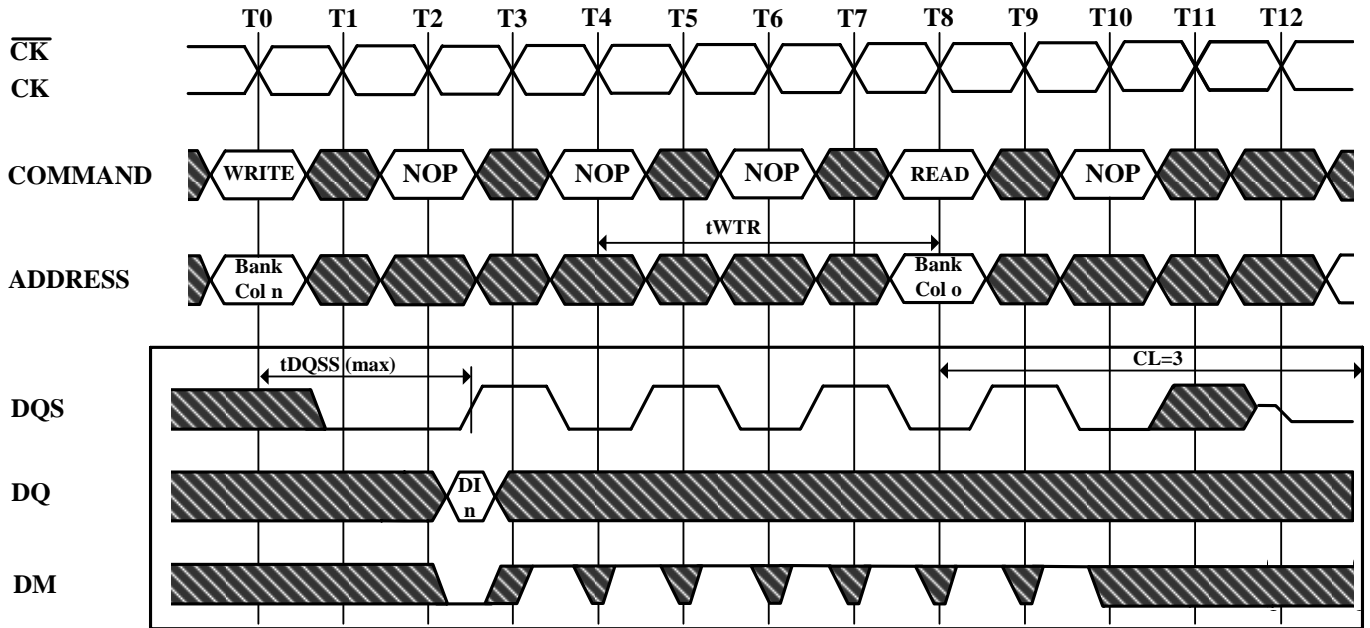 T0 T1 T2 T3 T4 T5 T6 T7 T8 T9 T10 T11 T12
CK
CK
COMMAND WRITE NOP NOP NOP READ NOP
tWTR
ADDRESS Bank Col n Bank Col o
tDQSS (max) CL=3
DQS
DQ DI n
DM